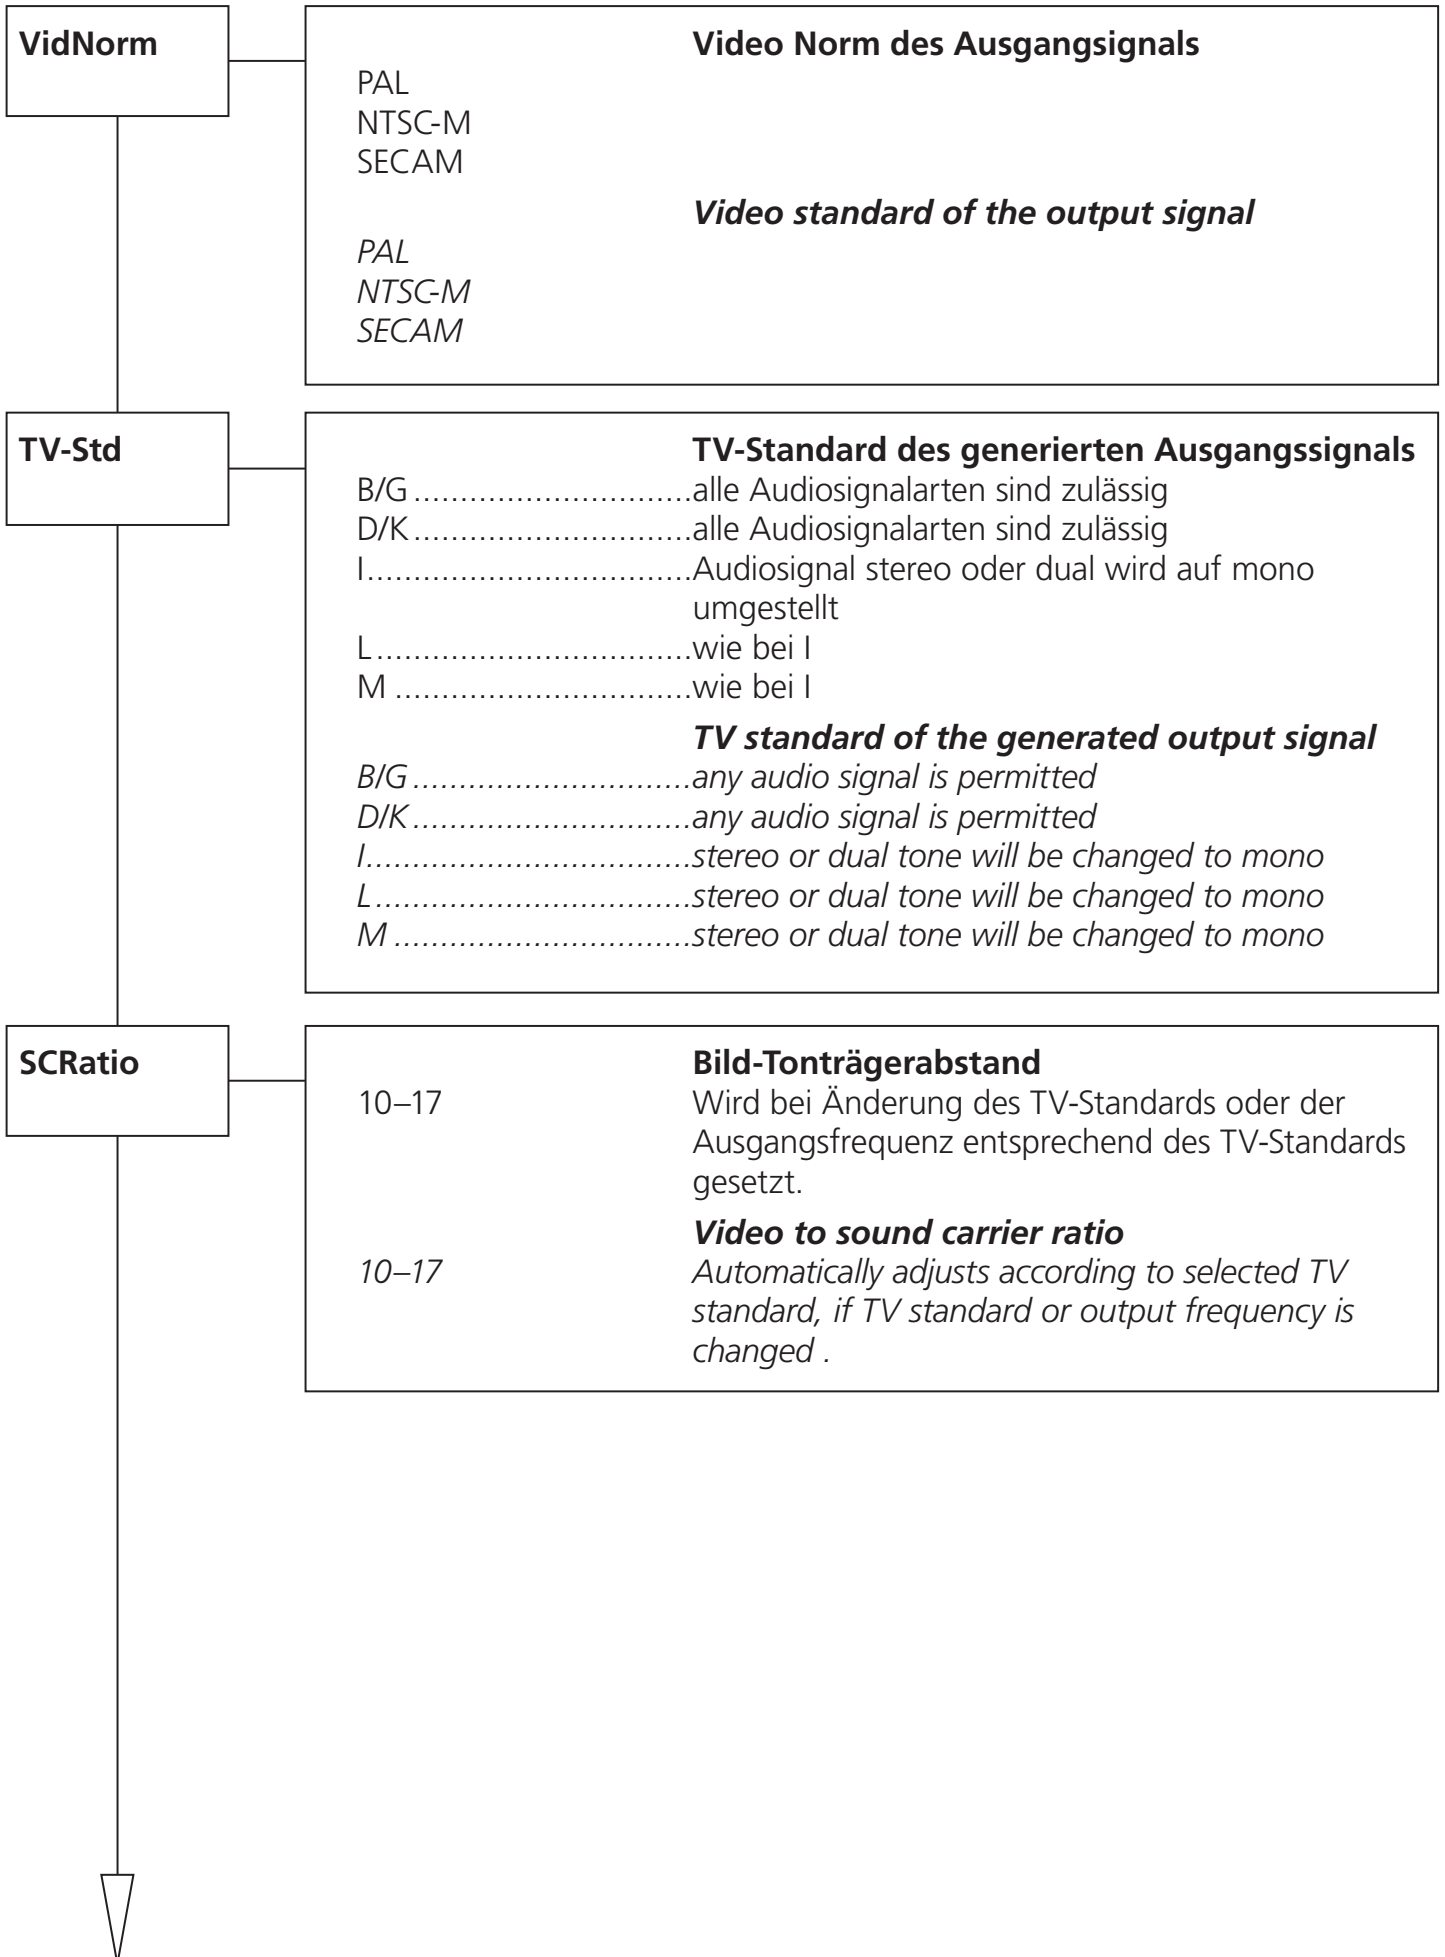 VidNorm
Video Norm des Ausgangsignals
PAL
NTSC-M
SECAM
Video standard of the output signal
PAL
NTSC-M
SECAM
TV-Std
TV-Standard des generierten Ausgangssignals
B/G ..............................alle Audiosignalarten sind zulässig
D/K ..............................alle Audiosignalarten sind zulässig
I...................................Audiosignal stereo oder dual wird auf mono
umgestellt
L ..................................wie bei I
M ................................wie bei I
TV standard of the generated output signal
B/G ..............................any audio signal is permitted
D/K ..............................any audio signal is permitted
I...................................stereo or dual tone will be changed to mono
L ..................................stereo or dual tone will be changed to mono
M ................................stereo or dual tone will be changed to mono
SCRatio
Bild-Tonträgerabstand
10–17 Wird bei Änderung des TV-Standards oder der
Ausgangsfrequenz entsprechend des TV-Standards
gesetzt.
Video to sound carrier ratio
10–17 Automatically adjusts according to selected TV
standard, if TV standard or output frequency is
changed .